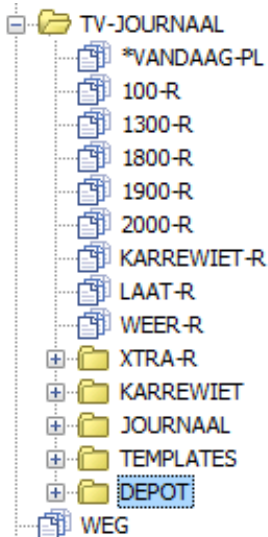 TV-JOURNAAL
*VANDAAG-PL
100-R
1300-R
1800-R
1900-R
2000-R
KARREWIET-R
LAAT-R
WEER-R
XTRA-R
KARREWIET
JOURNAAL
TEMPLATES
DEPOT
WEG